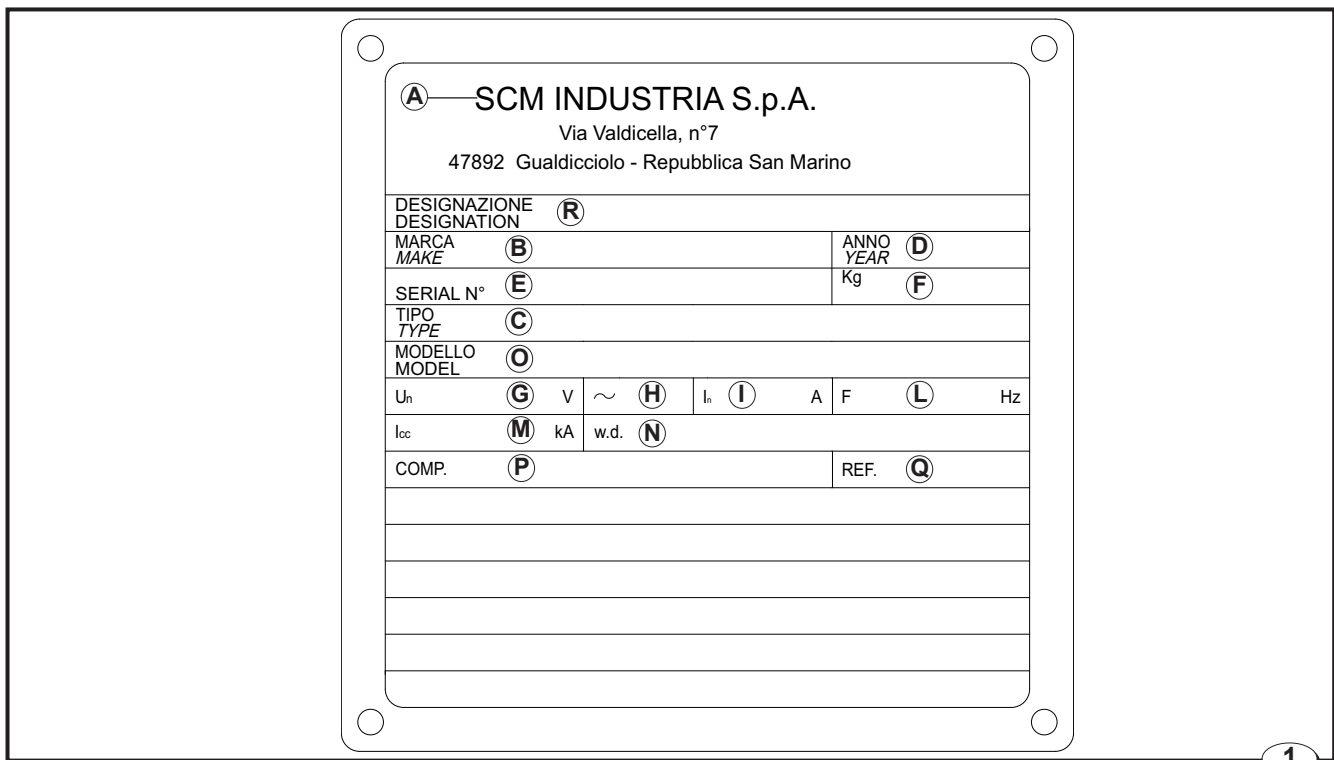 A SCM INDUSTRIA S.p.A.
Via Valdicella, n°7
47892 Gualdicciolo - Repubblica San Marino
DESIGNAZIONE
DESIGNATION R
MARCA
MAKE B
ANNO
YEAR D
SERIAL N° E
Kg F
TIPO
TYPE C
MODELLO
MODEL O
Un G V ~ H In I A F L Hz
Icc M kA w.d. N
COMP. P REF. Q
1